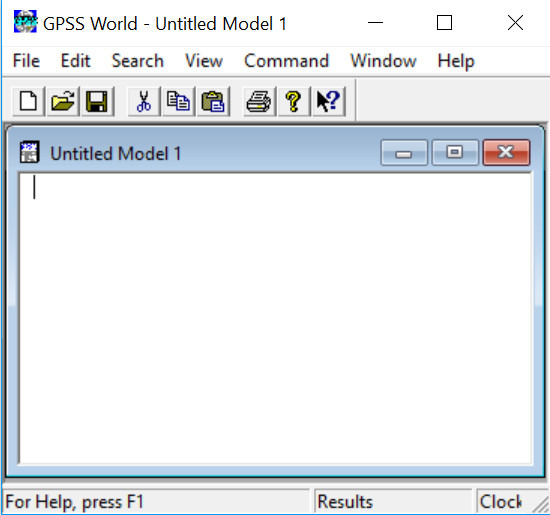 GPSS World - Untitled Model 1
File Edit Search View Command Window Help
Untitled Model 1
For Help, press F1 Results Clock